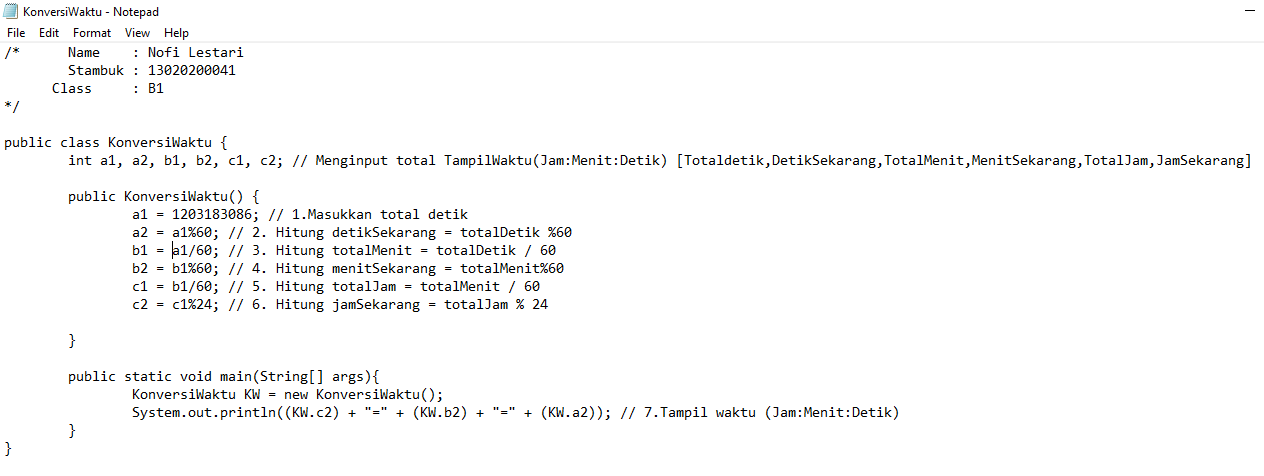 KonversiWaktu - Notepad
File Edit Format View Help
/* Name : Nofi Lestari
Stambuk : 13020200041
Class : B1
*/
public class KonversiWaktu {
int a1, a2, b1, b2, c1, c2; // Menginput total TampilWaktu(Jam:Menit:Detik) [Totaldetik,DetikSekarang,TotalMenit,MenitSekarang,TotalJam,JamSekarang]
public KonversiWaktu() {
a1 = 1203183086; // 1.Masukkan total detik
a2 = a1%60; // 2. Hitung detikSekarang = totalDetik %60
b1 = a1/60; // 3. Hitung totalMenit = totalDetik / 60
b2 = b1%60; // 4. Hitung menitSekarang = totalMenit%60
c1 = b1/60; // 5. Hitung totalJam = totalMenit / 60
c2 = c1%24; // 6. Hitung jamSekarang = totalJam % 24
}
public static void main(String[] args){
KonversiWaktu KW = new KonversiWaktu();
System.out.println((KW.c2) + "=" + (KW.b2) + "=" + (KW.a2)); // 7.Tampil waktu (Jam:Menit:Detik)
}
}